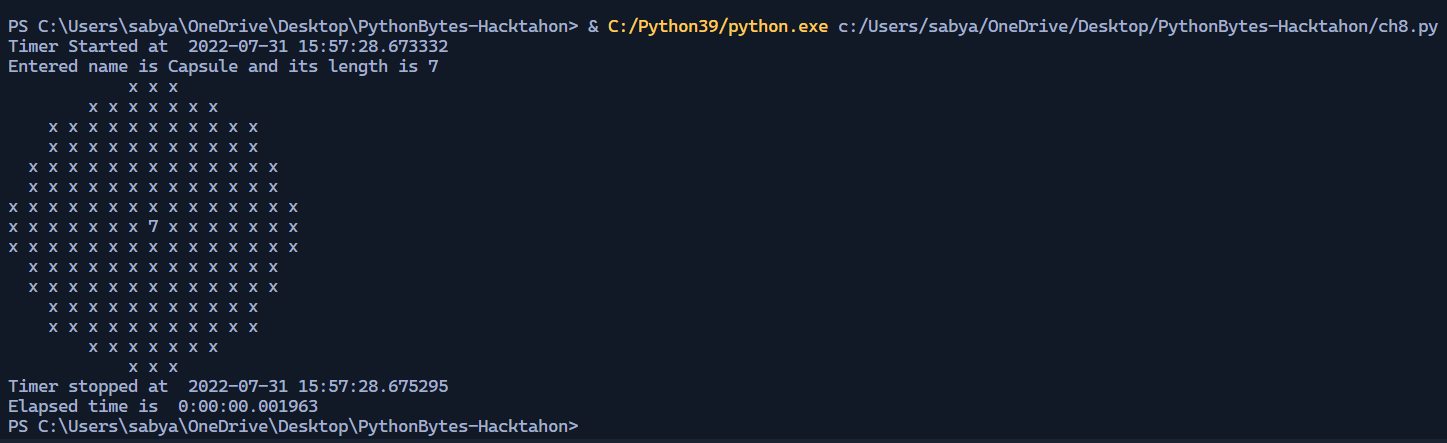 PS C:\Users\sabya\OneDrive\Desktop\PythonBytes-Hacktahon> & C:/Python39/python.exe c:/Users/sabya/OneDrive/Desktop/PythonBytes-Hacktahon/ch8.py
Timer Started at  2022-07-31 15:57:28.673332
Entered name is Capsule and its length is 7
            x x x
        x x x x x x x
    x x x x x x x x x x x
    x x x x x x x x x x x
  x x x x x x x x x x x x x
  x x x x x x x x x x x x x
x x x x x x x x x x x x x x x
x x x x x x x 7 x x x x x x x
x x x x x x x x x x x x x x x
  x x x x x x x x x x x x x
  x x x x x x x x x x x x x
    x x x x x x x x x x x
    x x x x x x x x x x x
        x x x x x x x
            x x x
Timer stopped at  2022-07-31 15:57:28.675295
Elapsed time is  0:00:00.001963
PS C:\Users\sabya\OneDrive\Desktop\PythonBytes-Hacktahon>